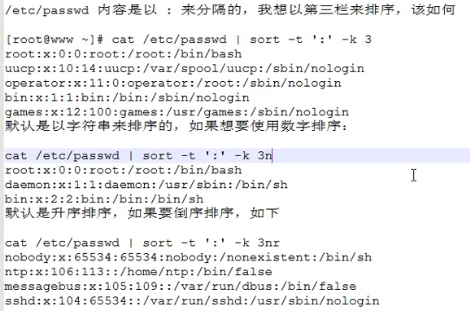 /etc/passwd 内容是以 : 来分隔的，我想以第三栏来排序，该如何
[root@www ~]# cat /etc/passwd | sort -t ':' -k 3
root:x:0:0:root:/root:/bin/bash
uucp:x:10:14:uucp:/var/spool/uucp:/sbin/nologin
operator:x:11:0:operator:/root:/sbin/nologin
bin:x:1:1:bin:/bin:/sbin/nologin
games:x:12:100:games:/usr/games:/sbin/nologin
默认是以字符串来排序的，如果想要使用数字排序：
cat /etc/passwd | sort -t ':' -k 3n
root:x:0:0:root:/root:/bin/bash
daemon:x:1:1:daemon:/usr/sbin:/bin/sh
bin:x:2:2:bin:/bin:/bin/sh
默认是升序排序，如果要倒序排序，如下
cat /etc/passwd | sort -t ':' -k 3nr
nobody:x:65534:65534:nobody:/nonexistent:/bin/sh
ntp:x:106:113::/home/ntp:/bin/false
messagebus:x:105:109::/var/run/dbus:/bin/false
sshd:x:104:65534::/var/run/sshd:/usr/sbin/nologin